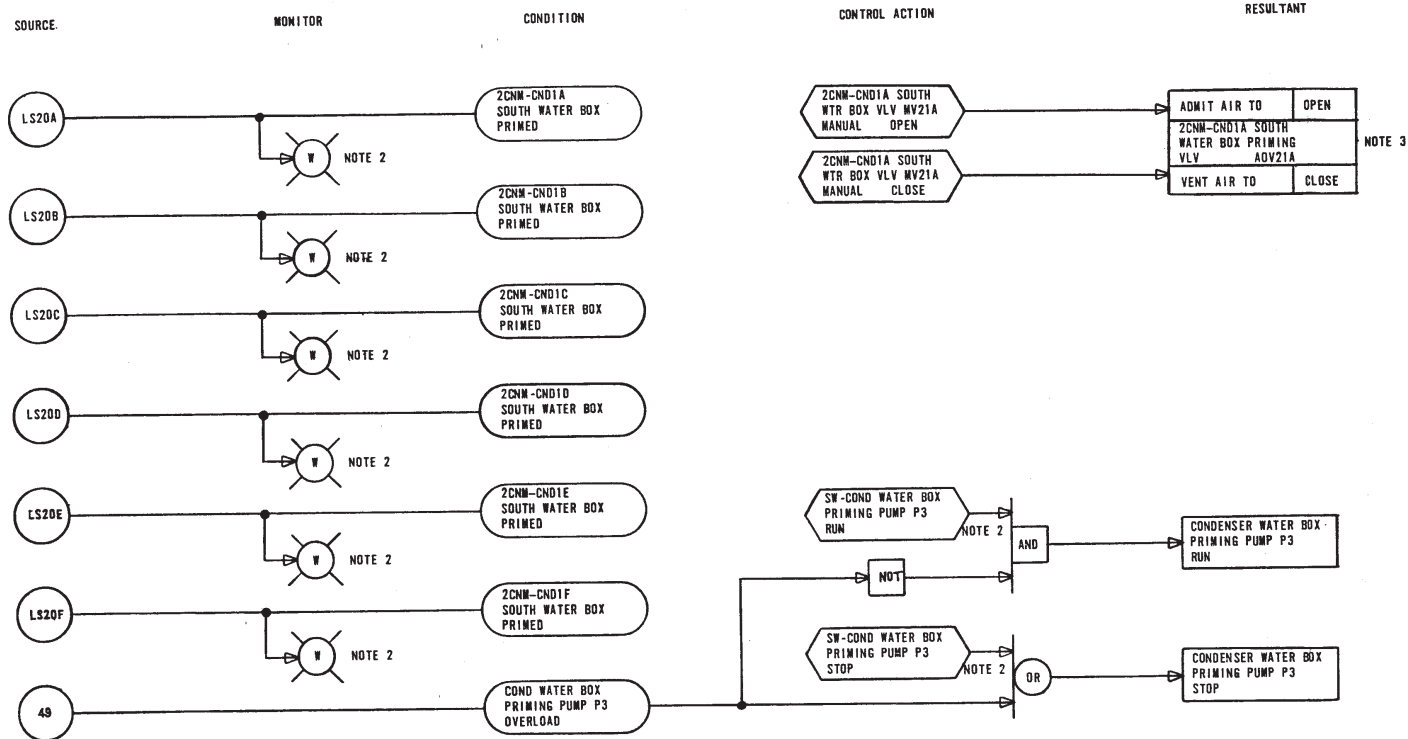 SOURCE.
MONITOR
CONDITION
CONTROL ACTION
RESULTANT
LS20A
W
NOTE 2
2CNM-CND1A
SOUTH WATER BOX
PRIMED
2CNM-CND1A SOUTH
WTR BOX VLV MV21A
MANUAL OPEN
ADMIT AIR TO
OPEN
2CNM-CND1A SOUTH
WATER BOX PRIMING
VLV AOV21A
NOTE 3
2CNM-CND1A SOUTH
WTR BOX VLV MV21A
MANUAL CLOSE
VENT AIR TO
CLOSE
LS20B
W
NOTE 2
2CNM-CND1B
SOUTH WATER BOX
PRIMED
LS20C
W
NOTE 2
2CNM-CND1C
SOUTH WATER BOX
PRIMED
LS20D
W
NOTE 2
2CNM-CND1D
SOUTH WATER BOX
PRIMED
LS20E
W
NOTE 2
2CNM-CND1E
SOUTH WATER BOX
PRIMED
SW-COND WATER BOX
PRIMING PUMP P3
RUN
NOTE 2
AND
NOT
CONDENSER WATER BOX
PRIMING PUMP P3
RUN
LS20F
W
NOTE 2
2CNM-CND1F
SOUTH WATER BOX
PRIMED
SW-COND WATER BOX
PRIMING PUMP P3
STOP
NOTE 2
OR
CONDENSER WATER BOX
PRIMING PUMP P3
STOP
49
COND WATER BOX
PRIMING PUMP P3
OVERLOAD